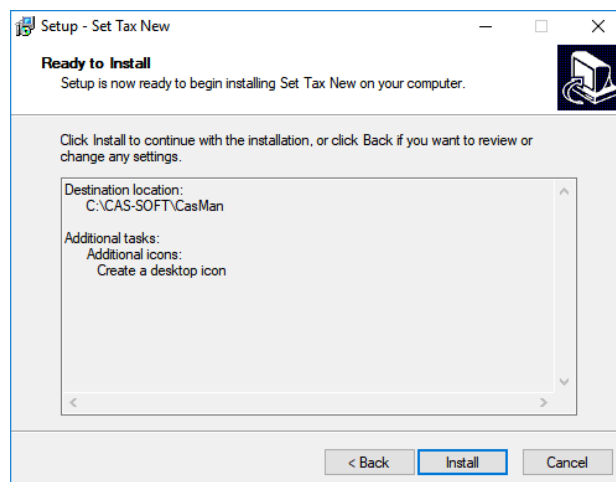 Setup - Set Tax New
Ready to Install
Setup is now ready to begin installing Set Tax New on your computer.
Click Install to continue with the installation, or click Back if you want to review or
change any settings.
Destination location:
C:\CAS-SOFT\CasMan
Additional tasks:
Additional icons:
Create a desktop icon
< Back
Install
Cancel